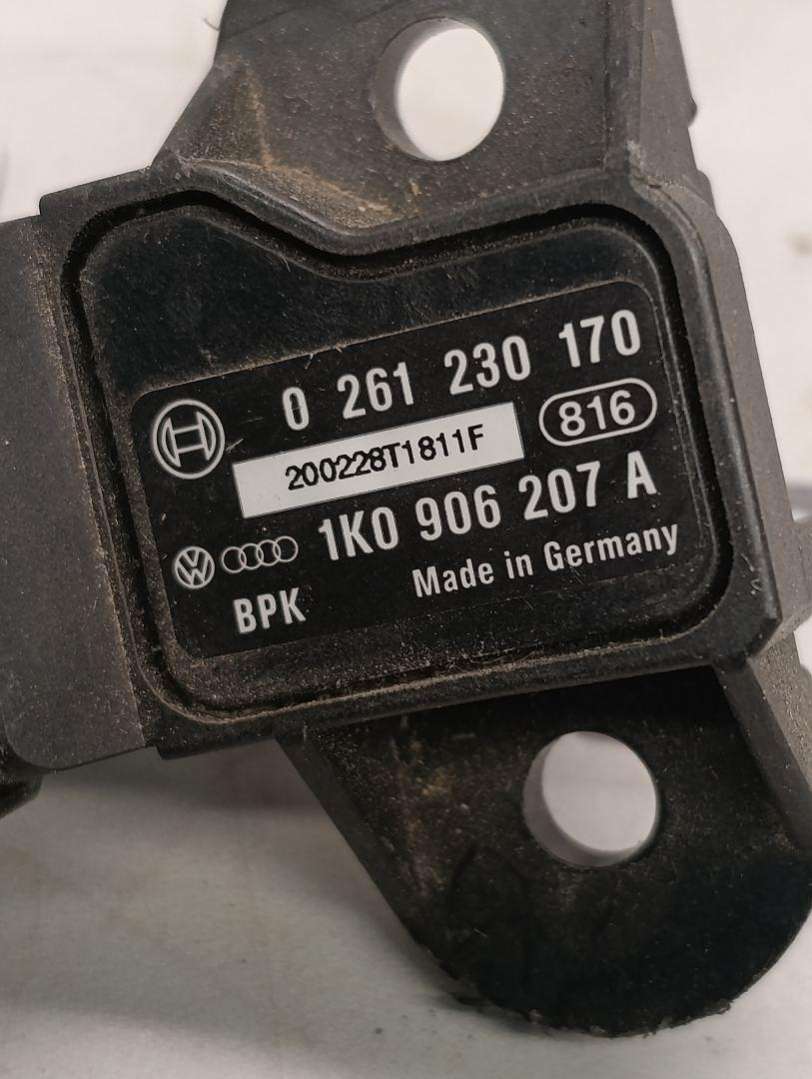 0 261 230 170
816
200228T1811F
1K0 906 207 A
BPK
Made in Germany